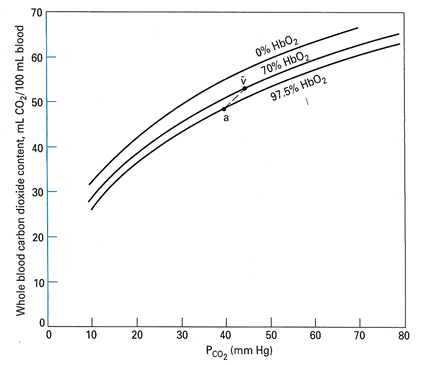 70
60
50
40
30
20
10
0
Whole blood carbon dioxide content, mL CO₂/100 mL blood
0% HbO₂
70% HbO₂
97.5% HbO₂
v̄
a
0 10 20 30 40 50 60 70 80
P_CO₂ (mm Hg)